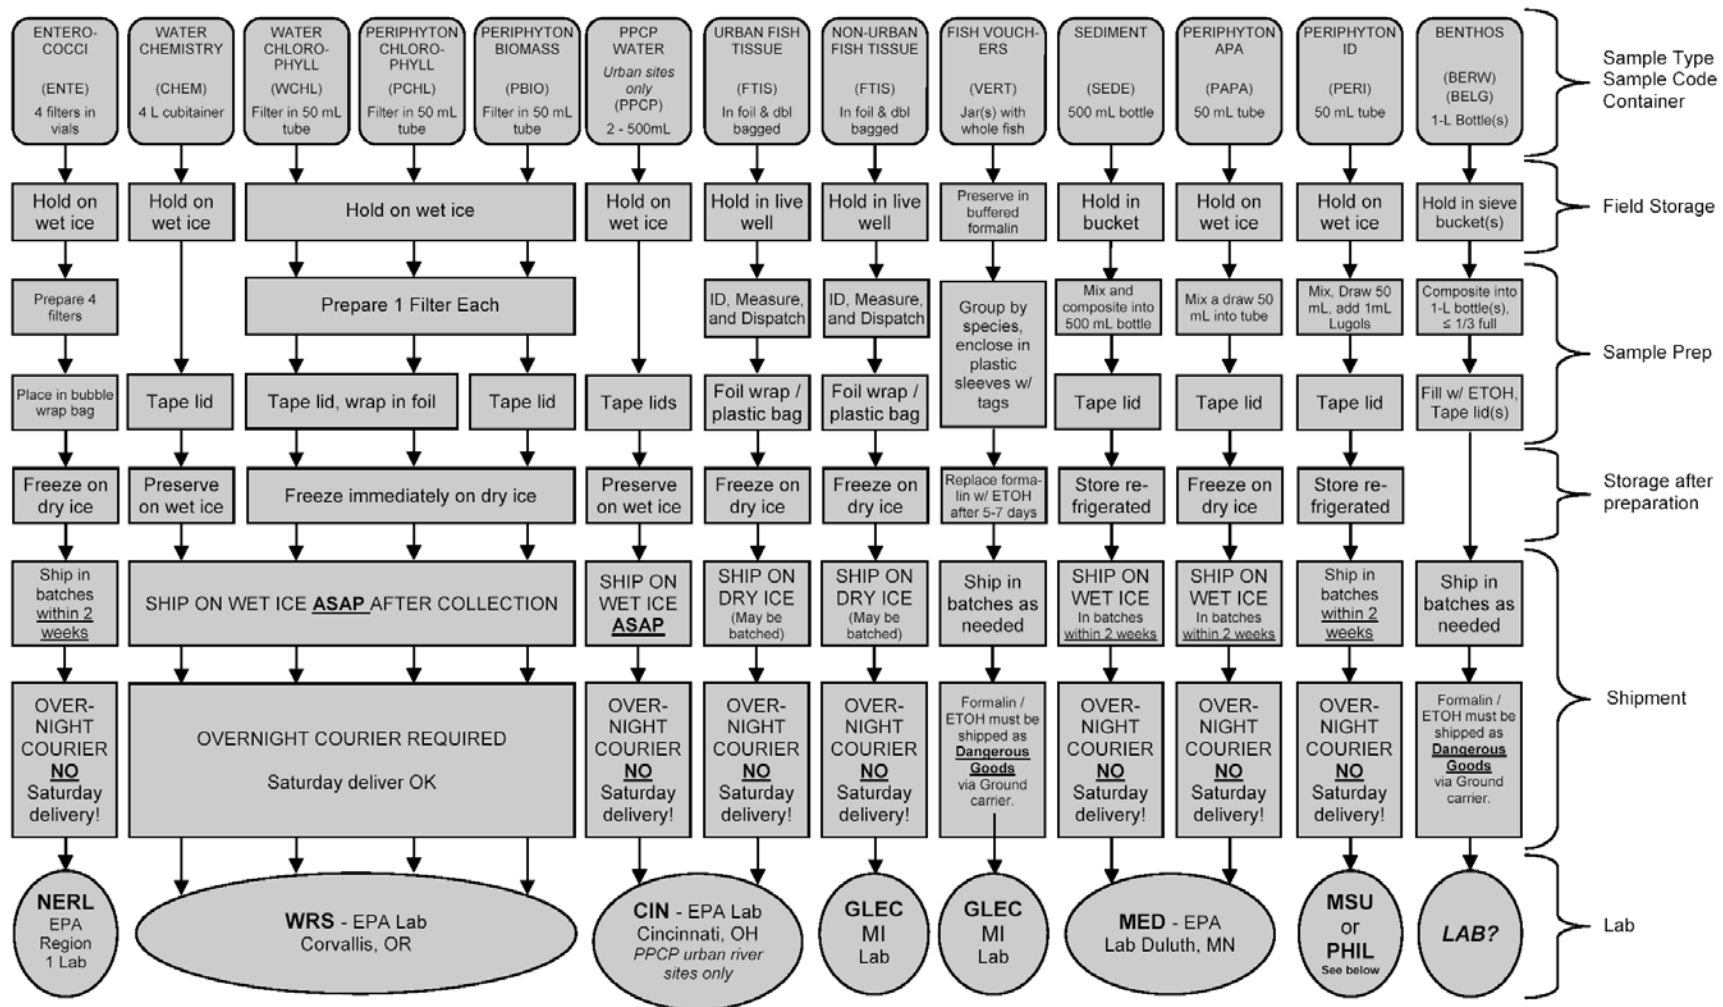 ENTERO-
COCCI
(ENTE)
4 filters in
vials
WATER
CHEMISTRY
(CHEM)
4 L cubitainer
WATER
CHLORO-
PHYLL
(WCHL)
Filter in 50 mL
tube
PERIPHYTON
CHLORO-
PHYLL
(PCHL)
Filter in 50 mL
tube
PERIPHYTON
BIOMASS
(PBIO)
Filter in 50 mL
tube
PPCP
WATER
Urban sites
only
(PPCP)
2 - 500mL
URBAN FISH
TISSUE
(FTIS)
In foil & dbl
bagged
NON-URBAN
FISH TISSUE
(FTIS)
In foil & dbl
bagged
FISH VOUCH-
ERS
(VERT)
Jar(s) with
whole fish
SEDIMENT
(SEDE)
500 mL bottle
PERIPHYTON
APA
(PAPA)
50 mL tube
PERIPHYTON
ID
(PERI)
50 mL tube
BENTHOS
(BERW)
(BELG)
1-L Bottle(s)
Sample Type
Sample Code
Container
Hold on
wet ice
Hold on
wet ice
Hold on wet ice
Hold on
wet ice
Hold in live
well
Hold in live
well
Preserve in
buffered
formalin
Hold in
bucket
Hold on
wet ice
Hold on
wet ice
Hold in sieve
bucket(s)
Field Storage
Prepare 4
filters
Prepare 1 Filter Each
ID, Measure,
and Dispatch
ID, Measure,
and Dispatch
Group by
species,
enclose in
plastic
sleeves w/
tags
Mix and
composite into
500 mL bottle
Mix a draw 50
mL into tube
Mix, Draw 50
mL, add 1mL
Lugols
Composite into
1-L bottle(s),
≤ 1/3 full
Sample Prep
Place in bubble
wrap bag
Tape lid
Tape lid, wrap in foil
Tape lid
Tape lids
Foil wrap /
plastic bag
Foil wrap /
plastic bag
Tape lid
Tape lid
Tape lid
Fill w/ ETOH,
Tape lid(s)
Freeze on
dry ice
Preserve
on wet ice
Freeze immediately on dry ice
Preserve
on wet ice
Freeze on
dry ice
Freeze on
dry ice
Replace forma-
lin w/ ETOH
after 5-7 days
Store re-
frigerated
Freeze on
dry ice
Store re-
frigerated
Storage after
preparation
Ship in
batches
within 2
weeks
SHIP ON WET ICE ASAP AFTER COLLECTION
SHIP ON
WET ICE
ASAP
SHIP ON
DRY ICE
(May be
batched)
SHIP ON
DRY ICE
(May be
batched)
Ship in
batches as
needed
SHIP ON
WET ICE
In batches
within 2 weeks
SHIP ON
WET ICE
In batches
within 2 weeks
Ship in
batches
within 2
weeks
Ship in
batches as
needed
Shipment
OVER-
NIGHT
COURIER
NO
Saturday
delivery!
OVERNIGHT COURIER REQUIRED
Saturday deliver OK
OVER-
NIGHT
COURIER
NO
Saturday
delivery!
OVER-
NIGHT
COURIER
NO
Saturday
delivery!
OVER-
NIGHT
COURIER
NO
Saturday
delivery!
Formalin /
ETOH must be
shipped as
Dangerous
Goods
via Ground
carrier.
OVER-
NIGHT
COURIER
NO
Saturday
delivery!
OVER-
NIGHT
COURIER
NO
Saturday
delivery!
OVER-
NIGHT
COURIER
NO
Saturday
delivery!
Formalin /
ETOH must be
shipped as
Dangerous
Goods
via Ground
carrier.
NERL
EPA
Region
1 Lab
WRS - EPA Lab
Corvallis, OR
CIN - EPA Lab
Cincinnati, OH
PPCP urban river
sites only
GLEC
MI
Lab
GLEC
MI
Lab
MED - EPA
Lab Duluth, MN
MSU
or
PHIL
See below
LAB?
Lab